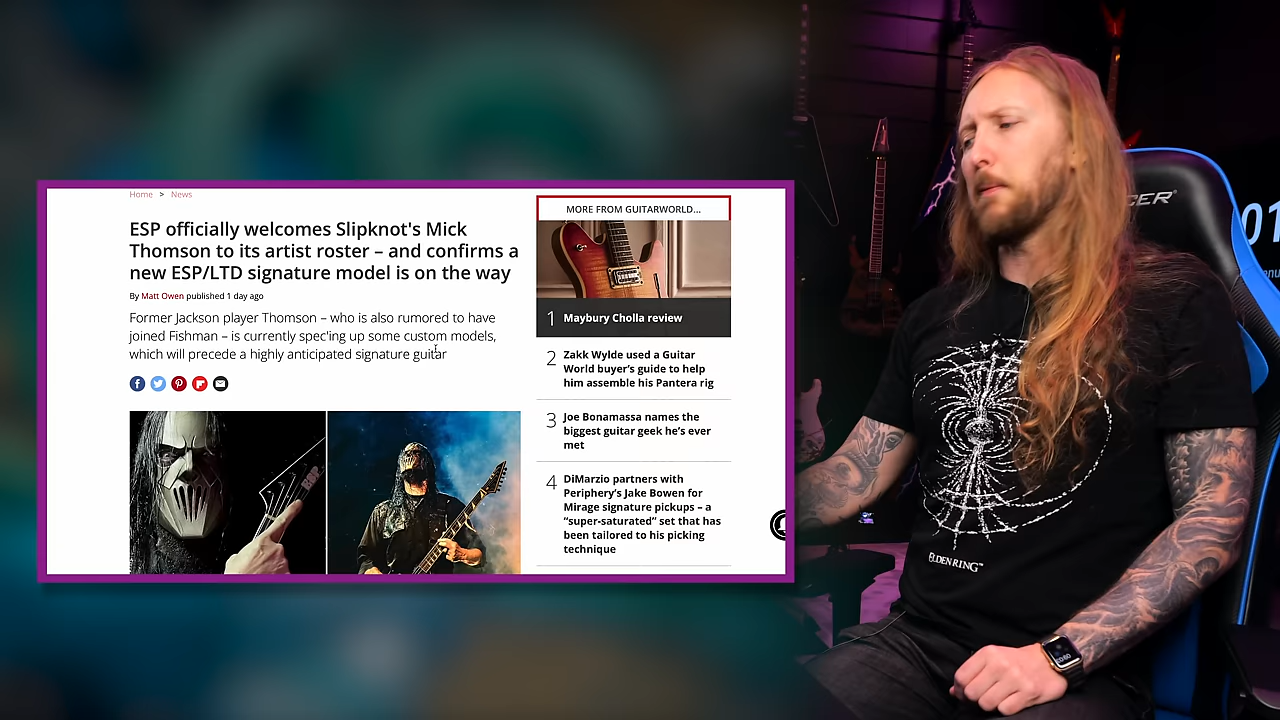 Home > News
ESP officially welcomes Slipknot's Mick
Thomson to its artist roster – and confirms a
new ESP/LTD signature model is on the way
By Matt Owen published 1 day ago
Former Jackson player Thomson – who is also rumored to have
joined Fishman – is currently spec'ing up some custom models,
which will precede a highly anticipated signature guitar
MORE FROM GUITARWORLD...
1 Maybury Cholla review
2 Zakk Wylde used a Guitar
World buyer's guide to help
him assemble his Pantera rig
3 Joe Bonamassa names the
biggest guitar geek he's ever
met
4 DiMarzio partners with
Periphery's Jake Bowen for
Mirage signature pickups – a
“super-saturated” set that has
been tailored to his picking
technique
ELDEN RING™